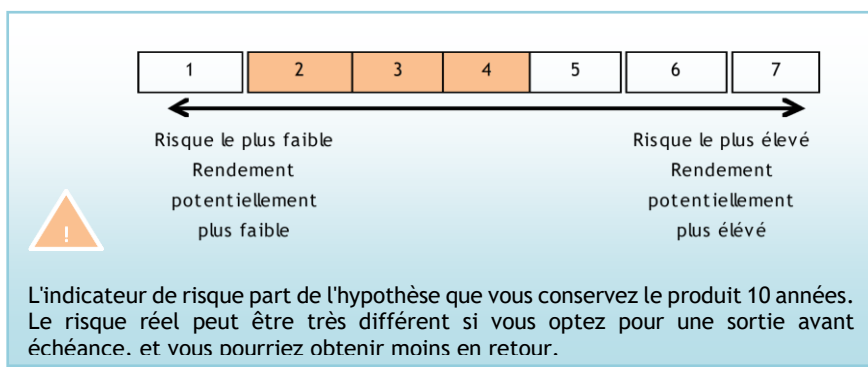 1 2 3 4 5 6 7
Risque le plus faible
Rendement
potentiellement
plus faible
Risque le plus élevé
Rendement
potentiellement
plus élévé
!
L'indicateur de risque part de l'hypothèse que vous conservez le produit 10 années.
Le risque réel peut être très différent si vous optez pour une sortie avant
échéance, et vous pourriez obtenir moins en retour.